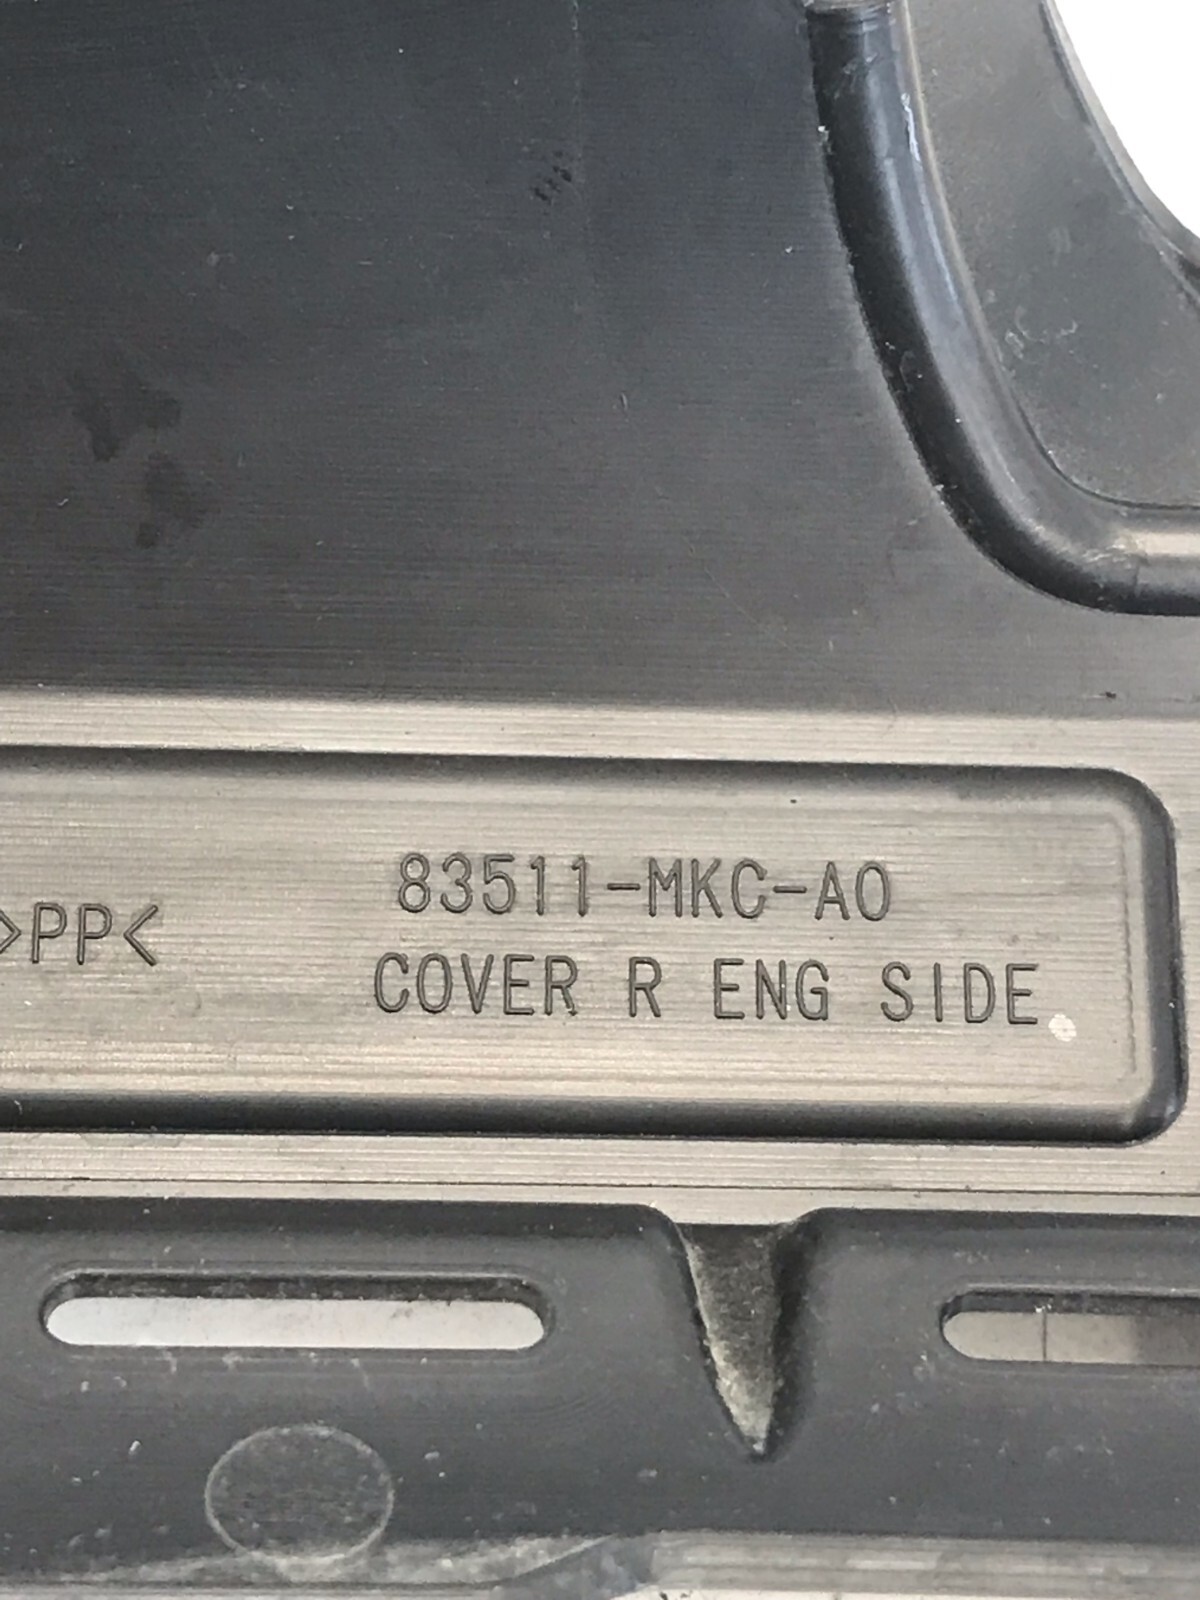 83511-MKC-A0
>PP<
COVER R ENG SIDE